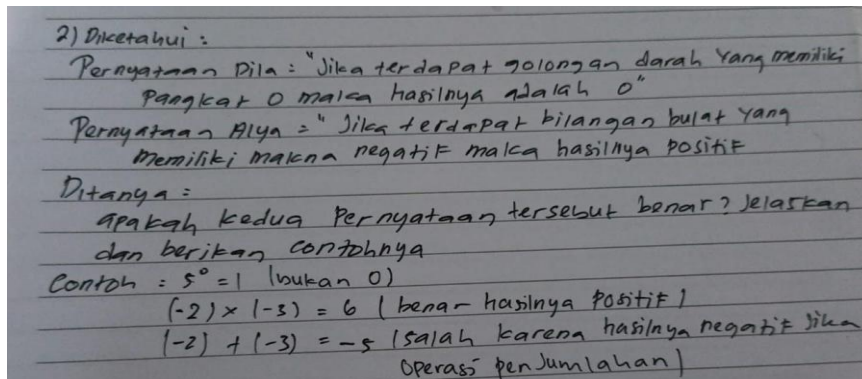 2) Diketahui :
Pernyataan Dila = "Jika terdapat golongan darah yang memiliki
pangkat 0 maka hasilnya adalah 0"
Pernyataan Alya = "Jika terdapat bilangan bulat yang
memiliki makna negatif maka hasilnya positif
Ditanya =
apakah kedua pernyataan tersebut benar? Jelaskan
dan berikan contohnya
Contoh : 5⁰ = 1 (bukan 0)
(-2) × (-3) = 6 (benar hasilnya positif)
(-2) + (-3) = -5 (salah karena hasilnya negatif Jika
operasi penjumlahan)